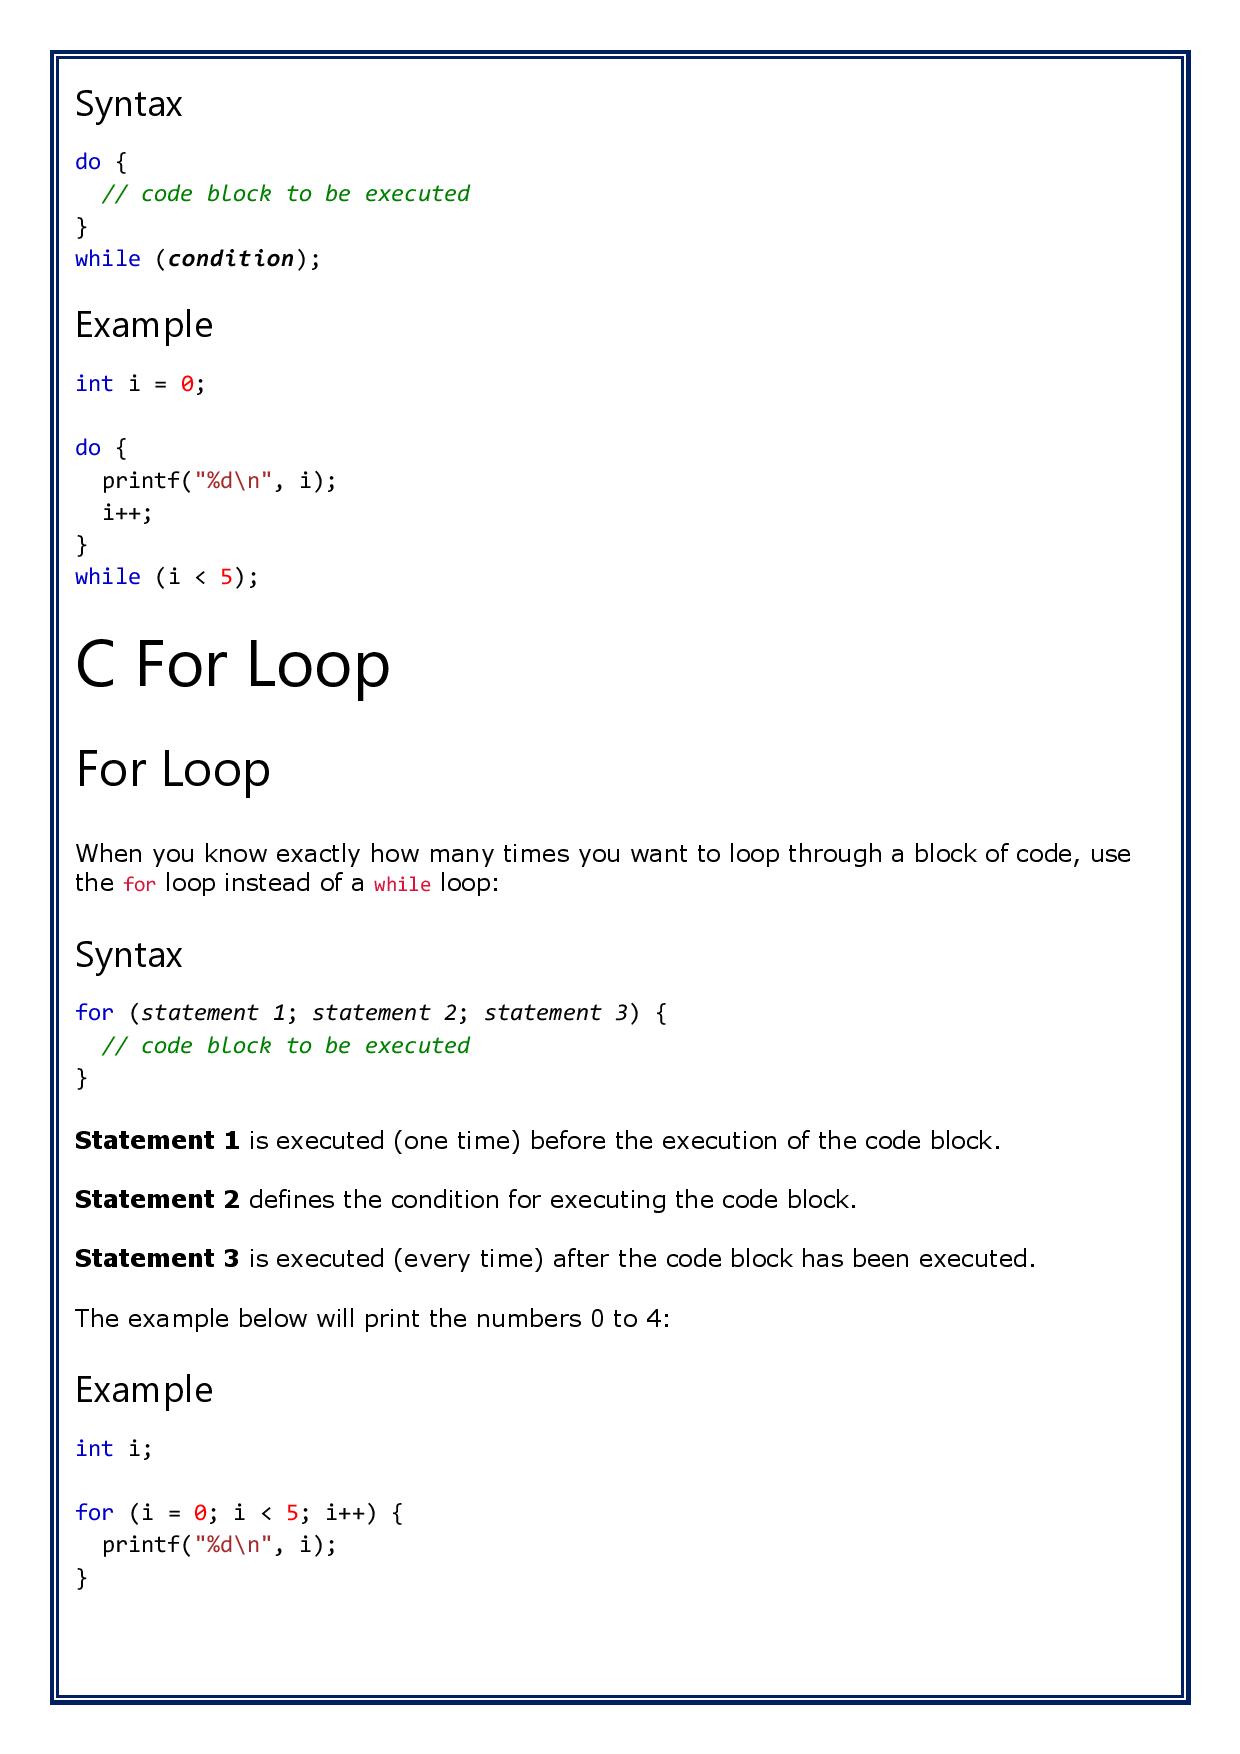 Syntax
do {
  // code block to be executed
}
while (condition);
Example
int i = 0;
do {
  printf("%d\n", i);
  i++;
}
while (i < 5);
C For Loop
For Loop
When you know exactly how many times you want to loop through a block of code, use
the for loop instead of a while loop:
Syntax
for (statement 1; statement 2; statement 3) {
  // code block to be executed
}
Statement 1 is executed (one time) before the execution of the code block.
Statement 2 defines the condition for executing the code block.
Statement 3 is executed (every time) after the code block has been executed.
The example below will print the numbers 0 to 4:
Example
int i;
for (i = 0; i < 5; i++) {
  printf("%d\n", i);
}